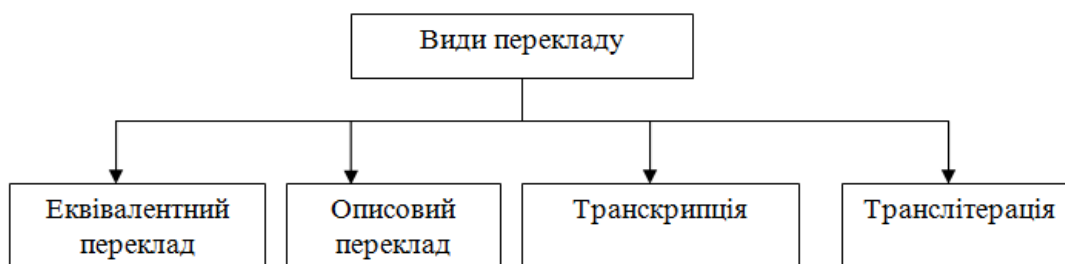 Види перекладу
Еквівалентний
переклад
Описовий
переклад
Транскрипція
Транслітерація